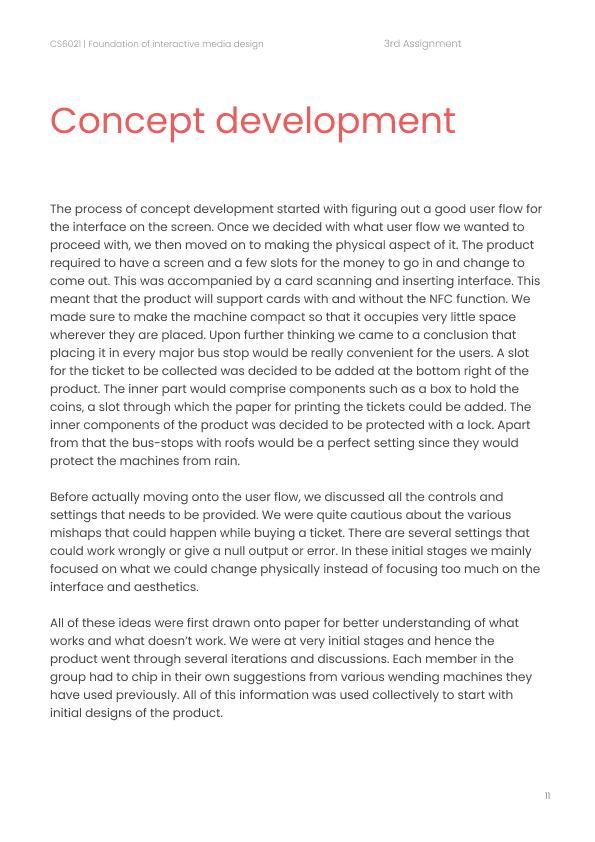 CS6021 | Foundation of interactive media design
3rd Assignment
Concept development
The process of concept development started with figuring out a good user flow for
the interface on the screen. Once we decided with what user flow we wanted to
proceed with, we then moved on to making the physical aspect of it. The product
required to have a screen and a few slots for the money to go in and change to
come out. This was accompanied by a card scanning and inserting interface. This
meant that the product will support cards with and without the NFC function. We
made sure to make the machine compact so that it occupies very little space
wherever they are placed. Upon further thinking we came to a conclusion that
placing it in every major bus stop would be really convenient for the users. A slot
for the ticket to be collected was decided to be added at the bottom right of the
product. The inner part would comprise components such as a box to hold the
coins, a slot through which the paper for printing the tickets could be added. The
inner components of the product was decided to be protected with a lock. Apart
from that the bus-stops with roofs would be a perfect setting since they would
protect the machines from rain.
Before actually moving onto the user flow, we discussed all the controls and
settings that needs to be provided. We were quite cautious about the various
mishaps that could happen while buying a ticket. There are several settings that
could work wrongly or give a null output or error. In these initial stages we mainly
focused on what we could change physically instead of focusing too much on the
interface and aesthetics.
All of these ideas were first drawn onto paper for better understanding of what
works and what doesn't work. We were at very initial stages and hence the
product went through several iterations and discussions. Each member in the
group had to chip in their own suggestions from various wending machines they
have used previously. All of this information was used collectively to start with
initial designs of the product.
11